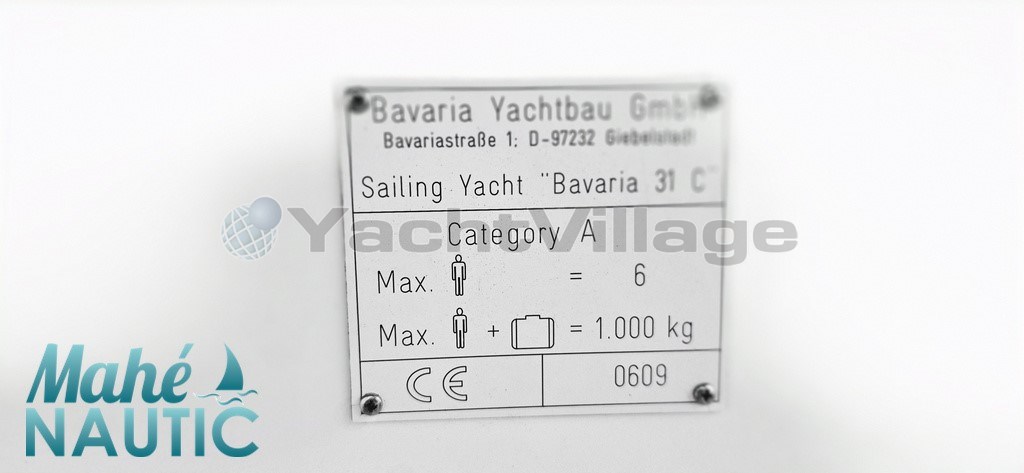 Bavaria Yachtbau GmbH
Bavariastraße 1; D-97232 Giebelstadt
Sailing Yacht "Bavaria 31 C"
YachtVillage
Category A
Max. = 6
Max. + = 1.000 kg
CE 0609
Mahé
NAUTIC